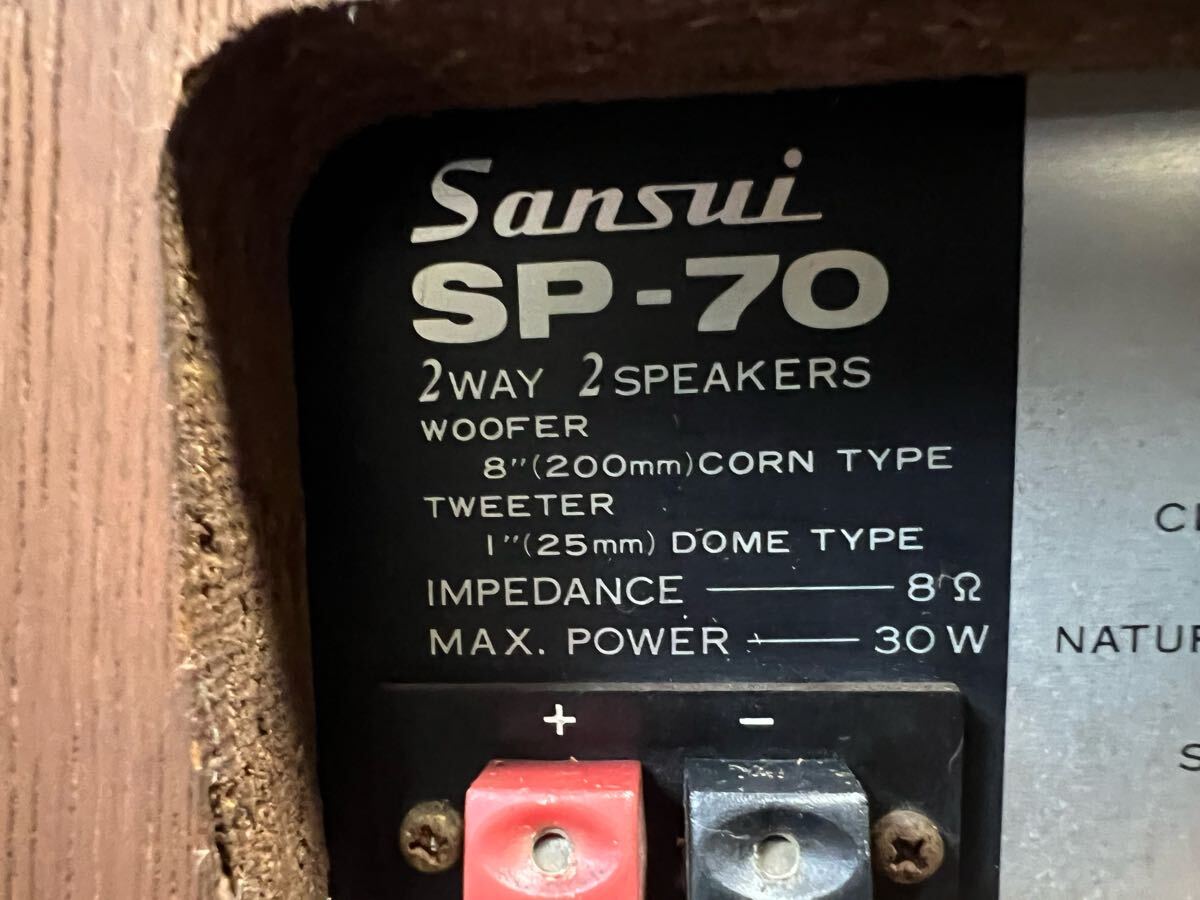 Sansui
SP-70
2WAY 2SPEAKERS
WOOFER
8"(200mm)CORN TYPE
TWEETER
1"(25mm) DOME TYPE
IMPEDANCE 8Ω
MAX. POWER 30W
+ −